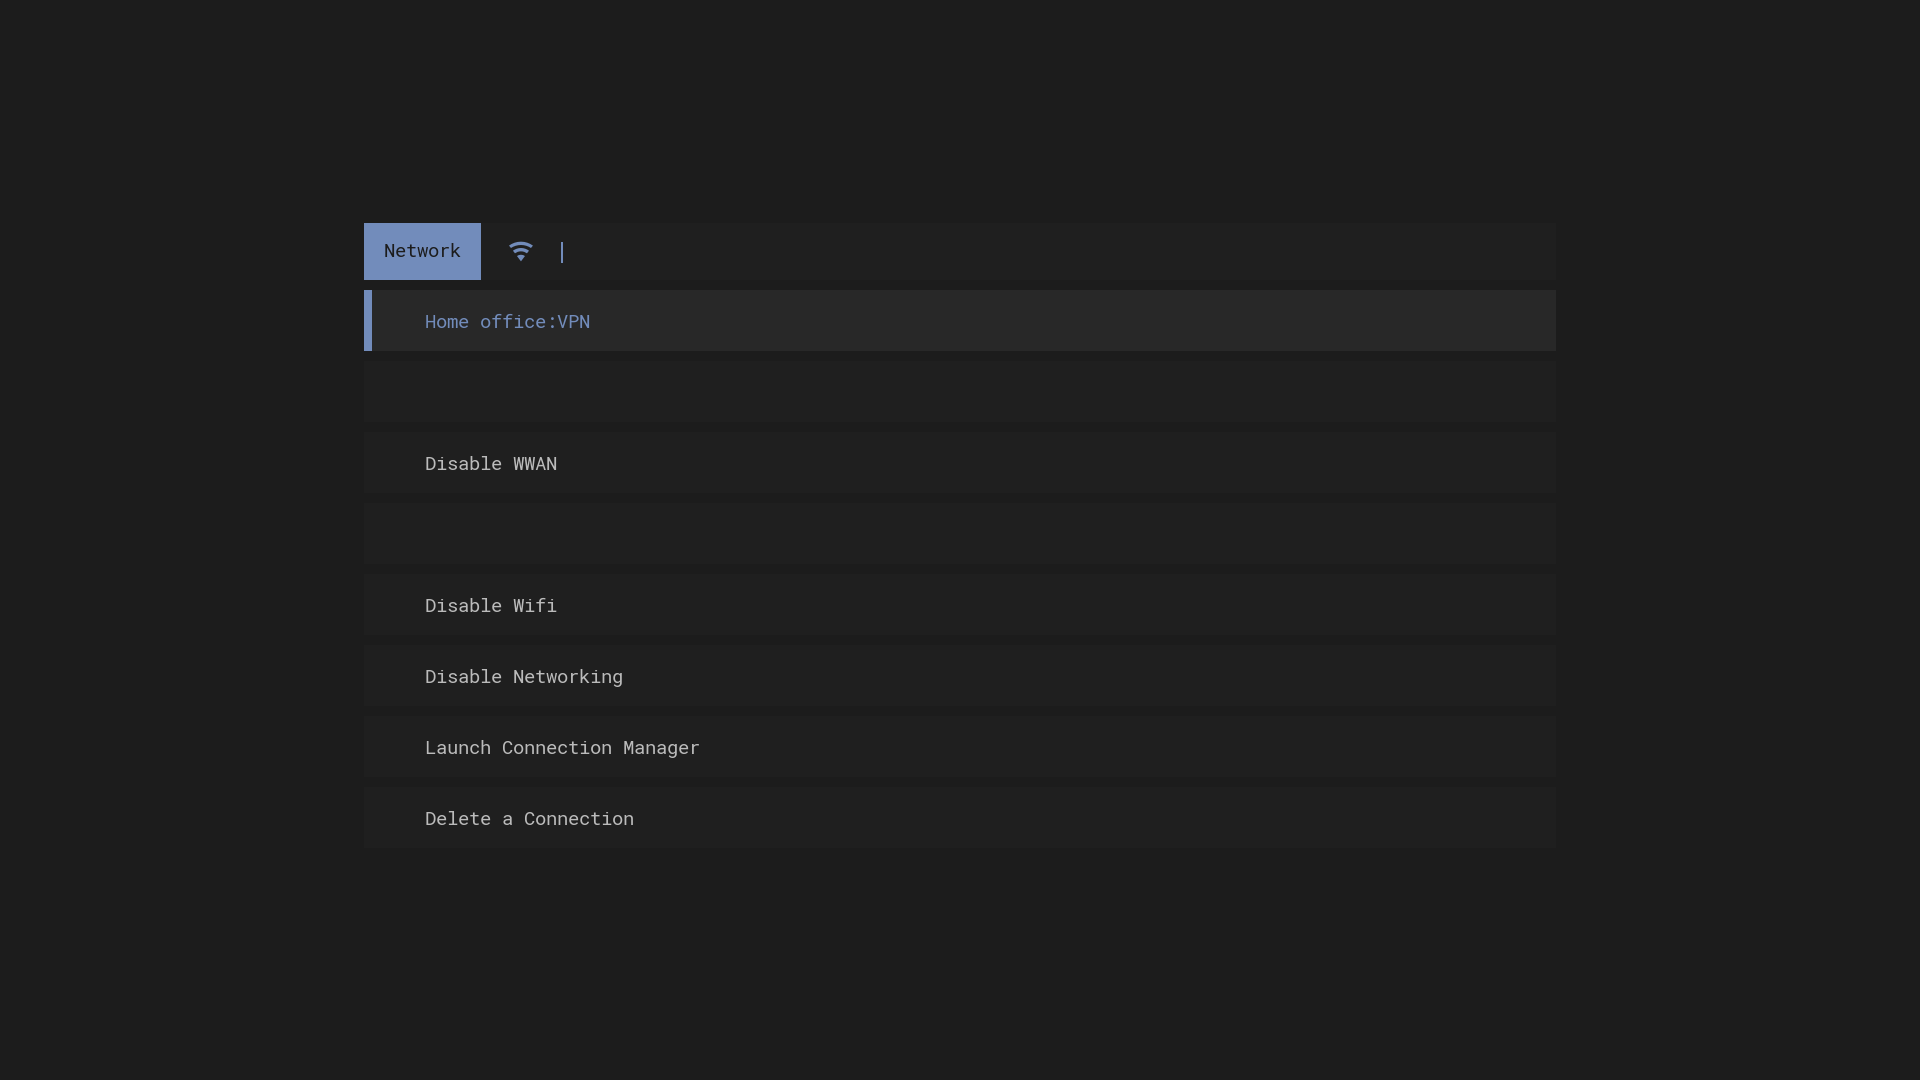 Network
Home office:VPN
Disable WWAN
Disable Wifi
Disable Networking
Launch Connection Manager
Delete a Connection